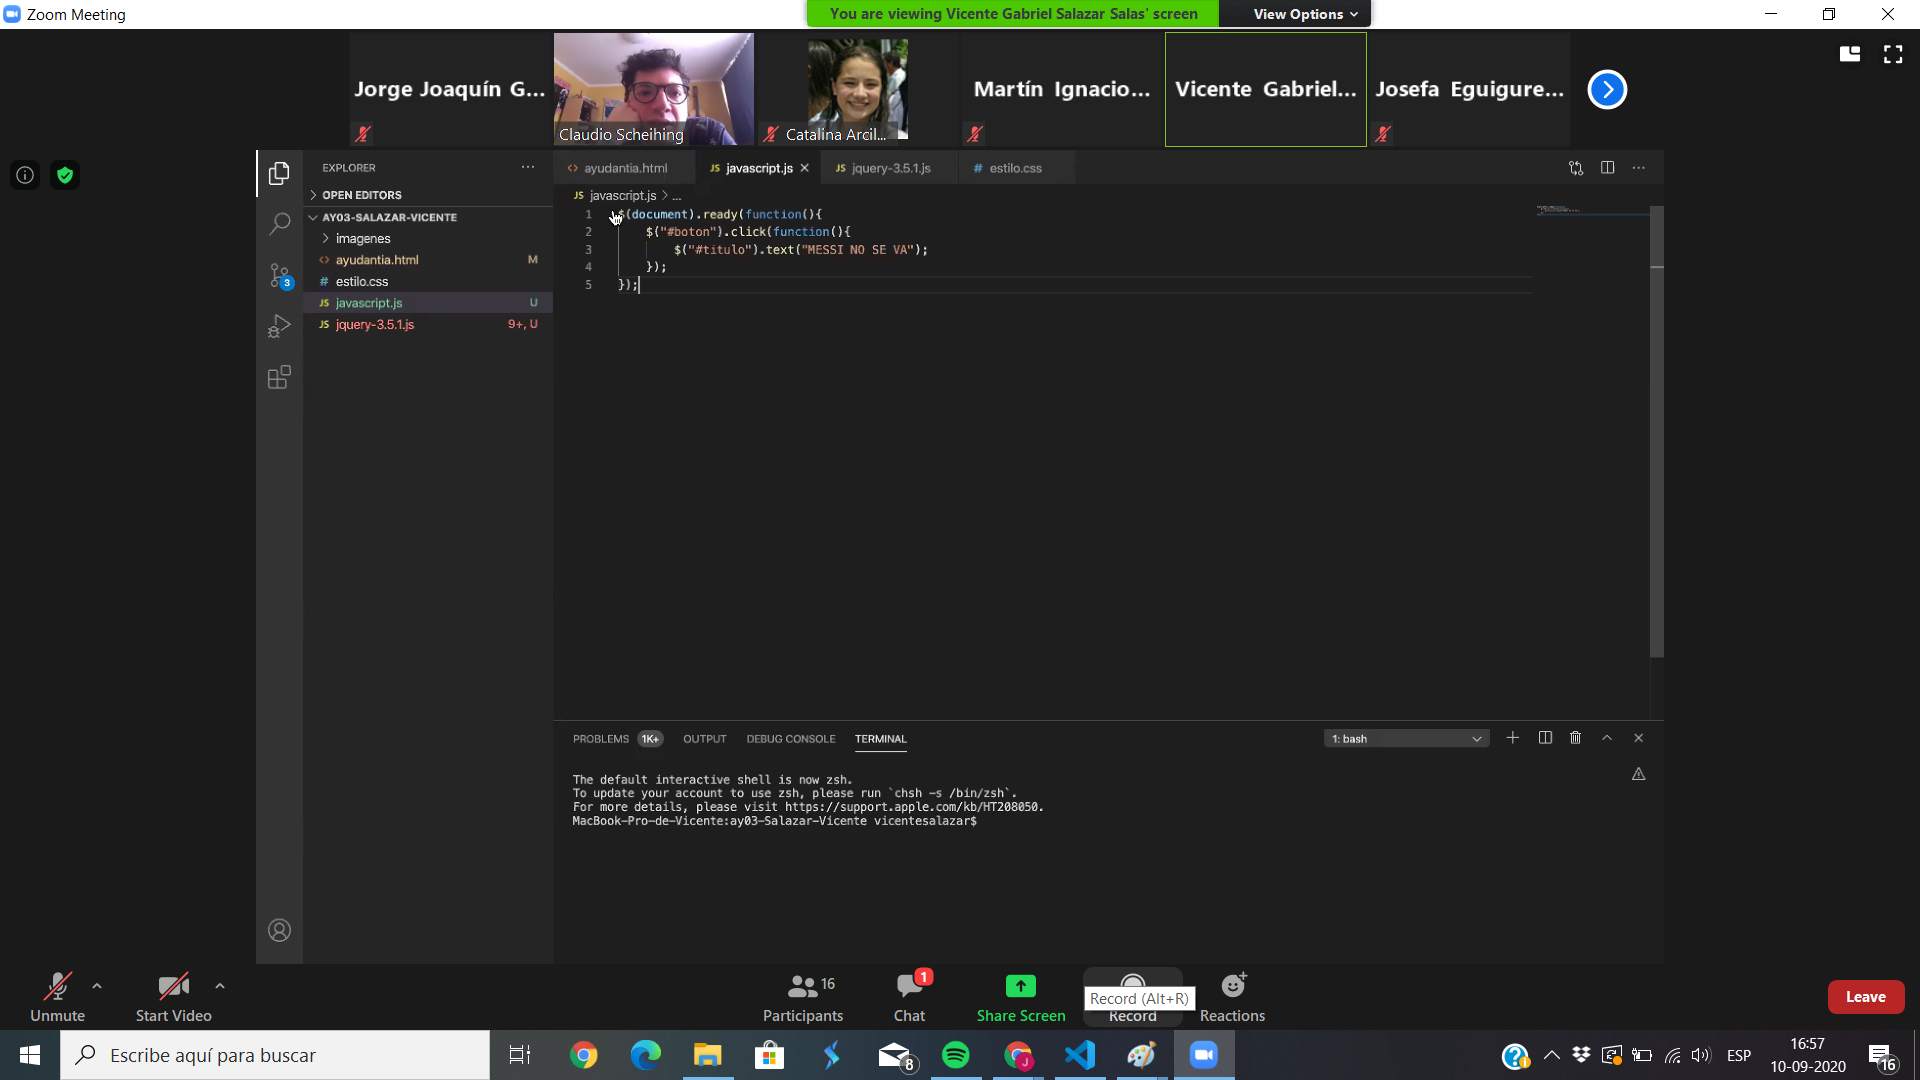 Zoom Meeting
You are viewing Vicente Gabriel Salazar Salas' screen
View Options
Jorge Joaquín G...
Claudio Scheihing
Catalina Arcil...
Martín Ignacio...
Vicente Gabriel...
Josefa Eguigure...
EXPLORER
OPEN EDITORS
AY03-SALAZAR-VICENTE
imagenes
<> ayudantia.html M
# estilo.css
JS javascript.js U
JS jquery-3.5.1.js 9+, U
3
<> ayudantia.html
JS javascript.js
JS jquery-3.5.1.js
# estilo.css
JS javascript.js > ...
1 $(document).ready(function(){
2 $("#boton").click(function(){
3 $("#titulo").text("MESSI NO SE VA");
4 });
5 });
PROBLEMS 1K+ OUTPUT DEBUG CONSOLE TERMINAL
1: bash
The default interactive shell is now zsh.
To update your account to use zsh, please run `chsh -s /bin/zsh`.
For more details, please visit https://support.apple.com/kb/HT208050.
MacBook-Pro-de-Vicente:ay03-Salazar-Vicente vicentesalazar$
Unmute
Start Video
16
Participants
1
Chat
Share Screen
Record (Alt+R)
Record
Reactions
Leave
Escribe aquí para buscar
8
ESP
16:57
10-09-2020
16